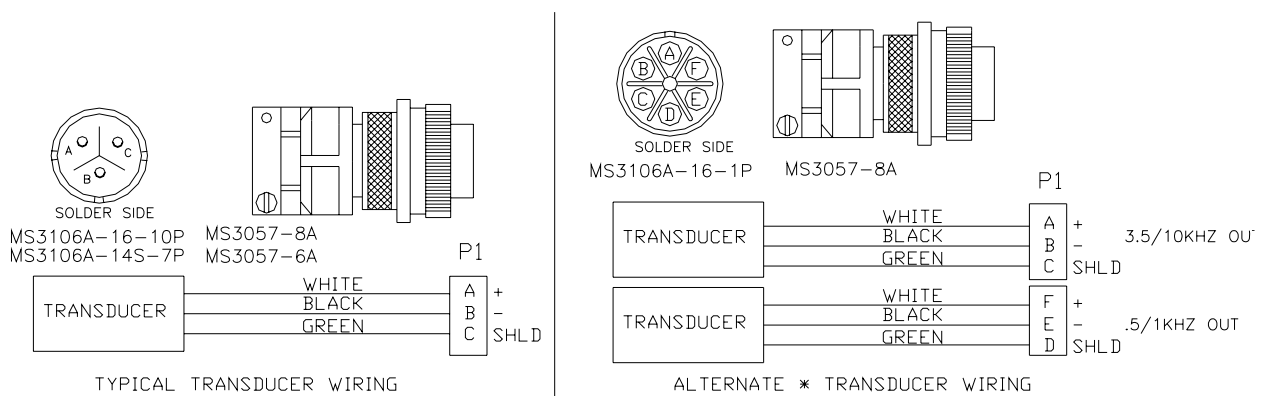 A
C
B
SOLDER SIDE
MS3106A-16-10P
MS3106A-14S-7P
MS3057-8A
MS3057-6A
P1
TRANSDUCER
WHITE
A +
BLACK
B -
GREEN
C SHLD
TYPICAL TRANSDUCER WIRING
A
B F
C E
D
SOLDER SIDE
MS3106A-16-1P
MS3057-8A
P1
TRANSDUCER
WHITE
A +
BLACK
B -
3.5/10KHZ OU
GREEN
C SHLD
TRANSDUCER
WHITE
F +
BLACK
E -
.5/1KHZ OUT
GREEN
D SHLD
ALTERNATE * TRANSDUCER WIRING